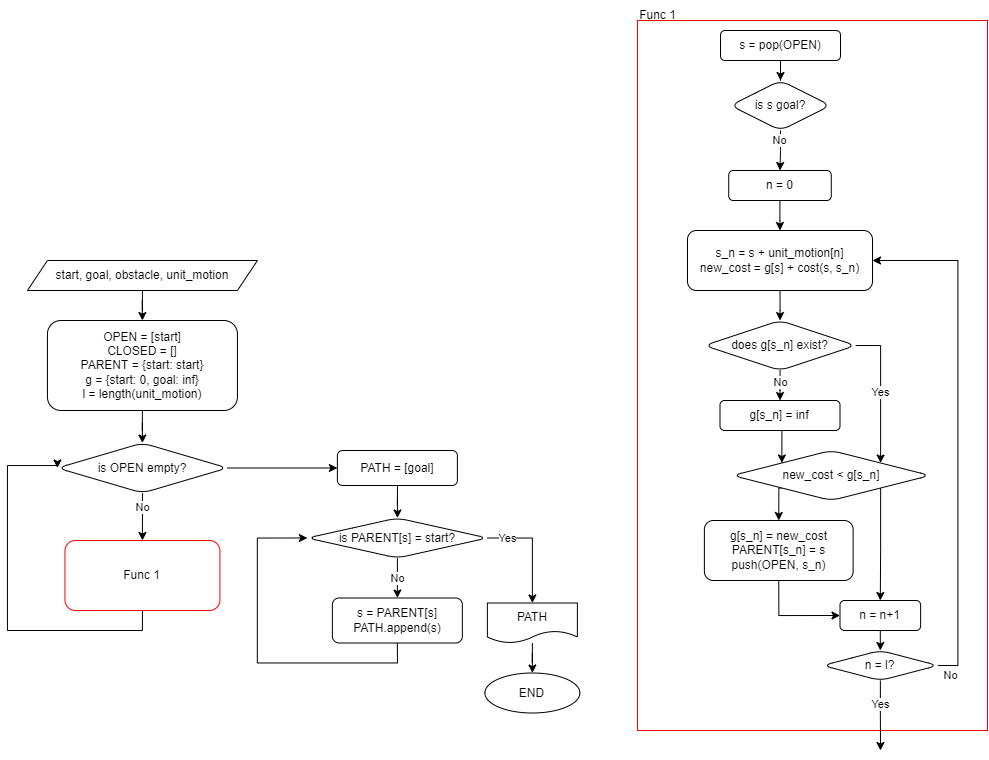 start, goal, obstacle, unit_motion
OPEN = [start]
CLOSED = []
PARENT = {start: start}
g = {start: 0, goal: inf}
l = length(unit_motion)
is OPEN empty?
No
Func 1
PATH = [goal]
is PARENT[s] = start?
Yes
No
s = PARENT[s]
PATH.append(s)
PATH
END
Func 1
s = pop(OPEN)
is s goal?
No
n = 0
s_n = s + unit_motion[n]
new_cost = g[s] + cost(s, s_n)
does g[s_n] exist?
No
Yes
g[s_n] = inf
new_cost < g[s_n]
g[s_n] = new_cost
PARENT[s_n] = s
push(OPEN, s_n)
n = n+1
n = l?
No
Yes